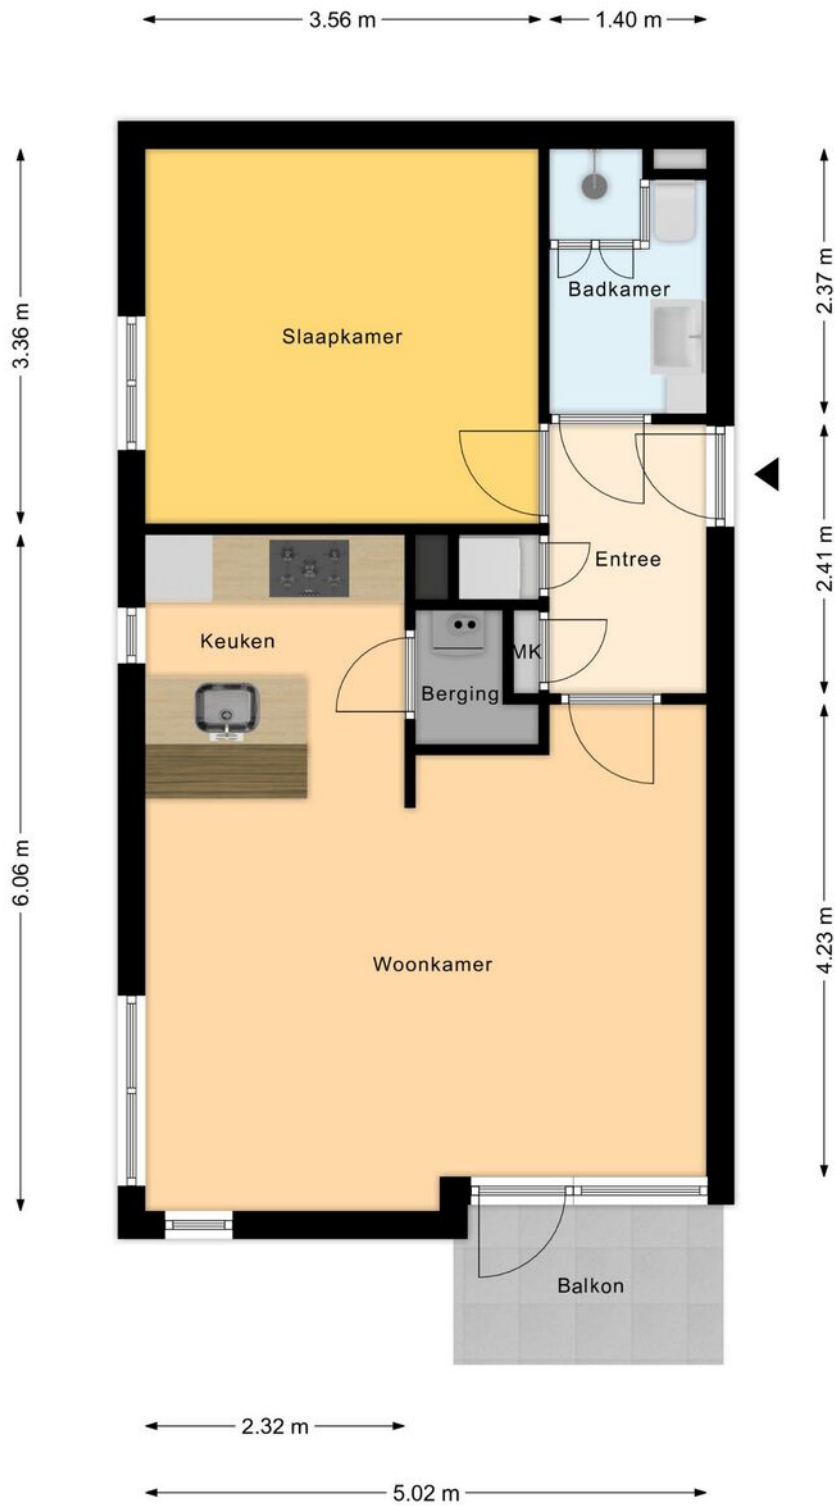 3.56 m
1.40 m
3.36 m
2.37 m
Badkamer
Slaapkamer
Entree
2.41 m
Keuken
MK
Berging
6.06 m
4.23 m
Woonkamer
Balkon
2.32 m
5.02 m